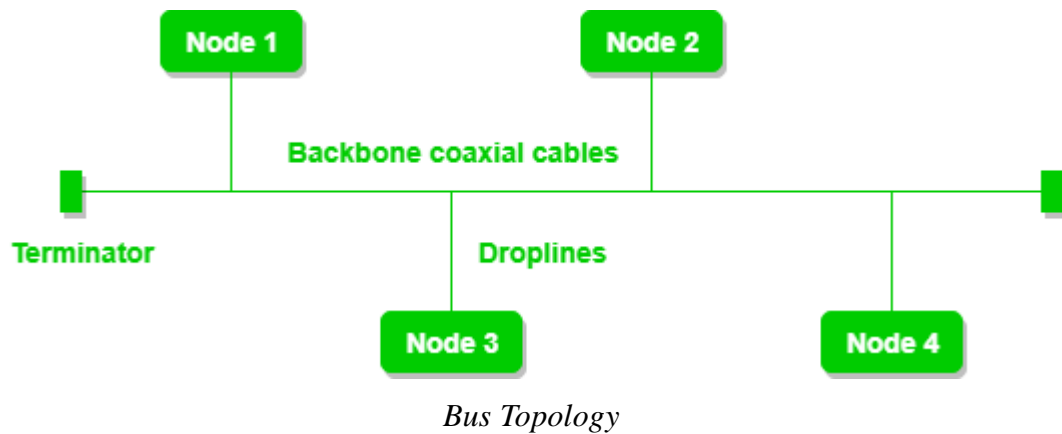 Node 1
Node 2
Backbone coaxial cables
Terminator
Droplines
Node 3
Node 4
Bus Topology